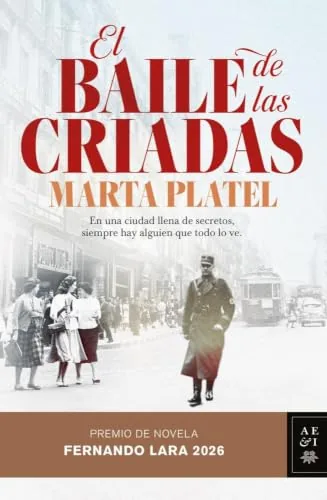 El
BAILE de
las
CRIADAS
MARTA PLATEL
En una ciudad llena de secretos,
siempre hay alguien que todo lo ve.
PREMIO DE NOVELA
FERNANDO LARA 2026
AE
&I